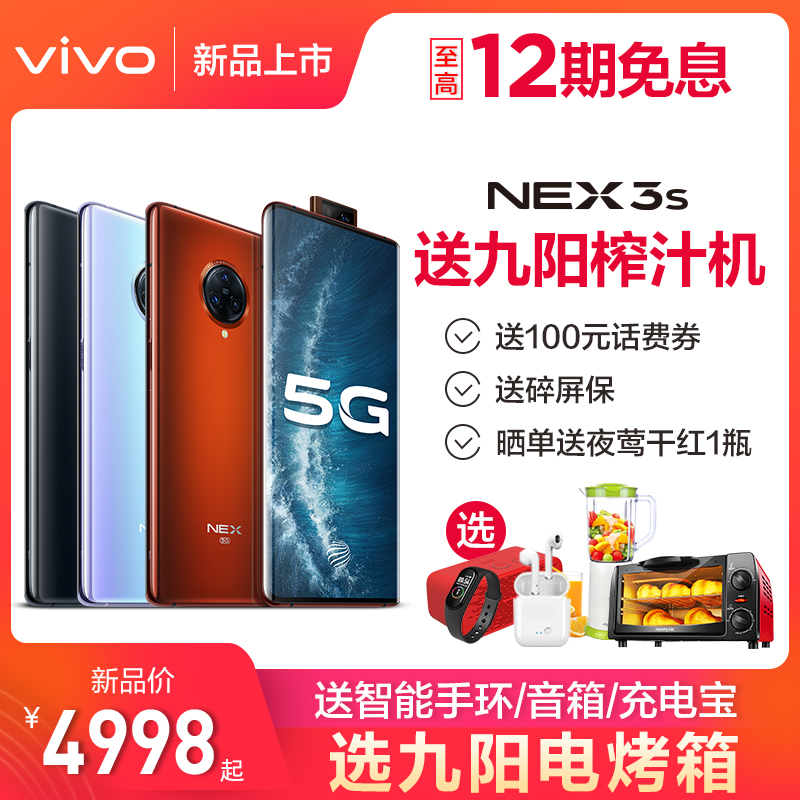 vivo 新品上市
至高 12期免息
NEX 3s
送九阳榨汁机
送100元话费券
送碎屏保
晒单送夜莺干红1瓶
5G
NEX
5G
选
新品价
¥4998起
送智能手环/音箱/充电宝
选九阳电烤箱